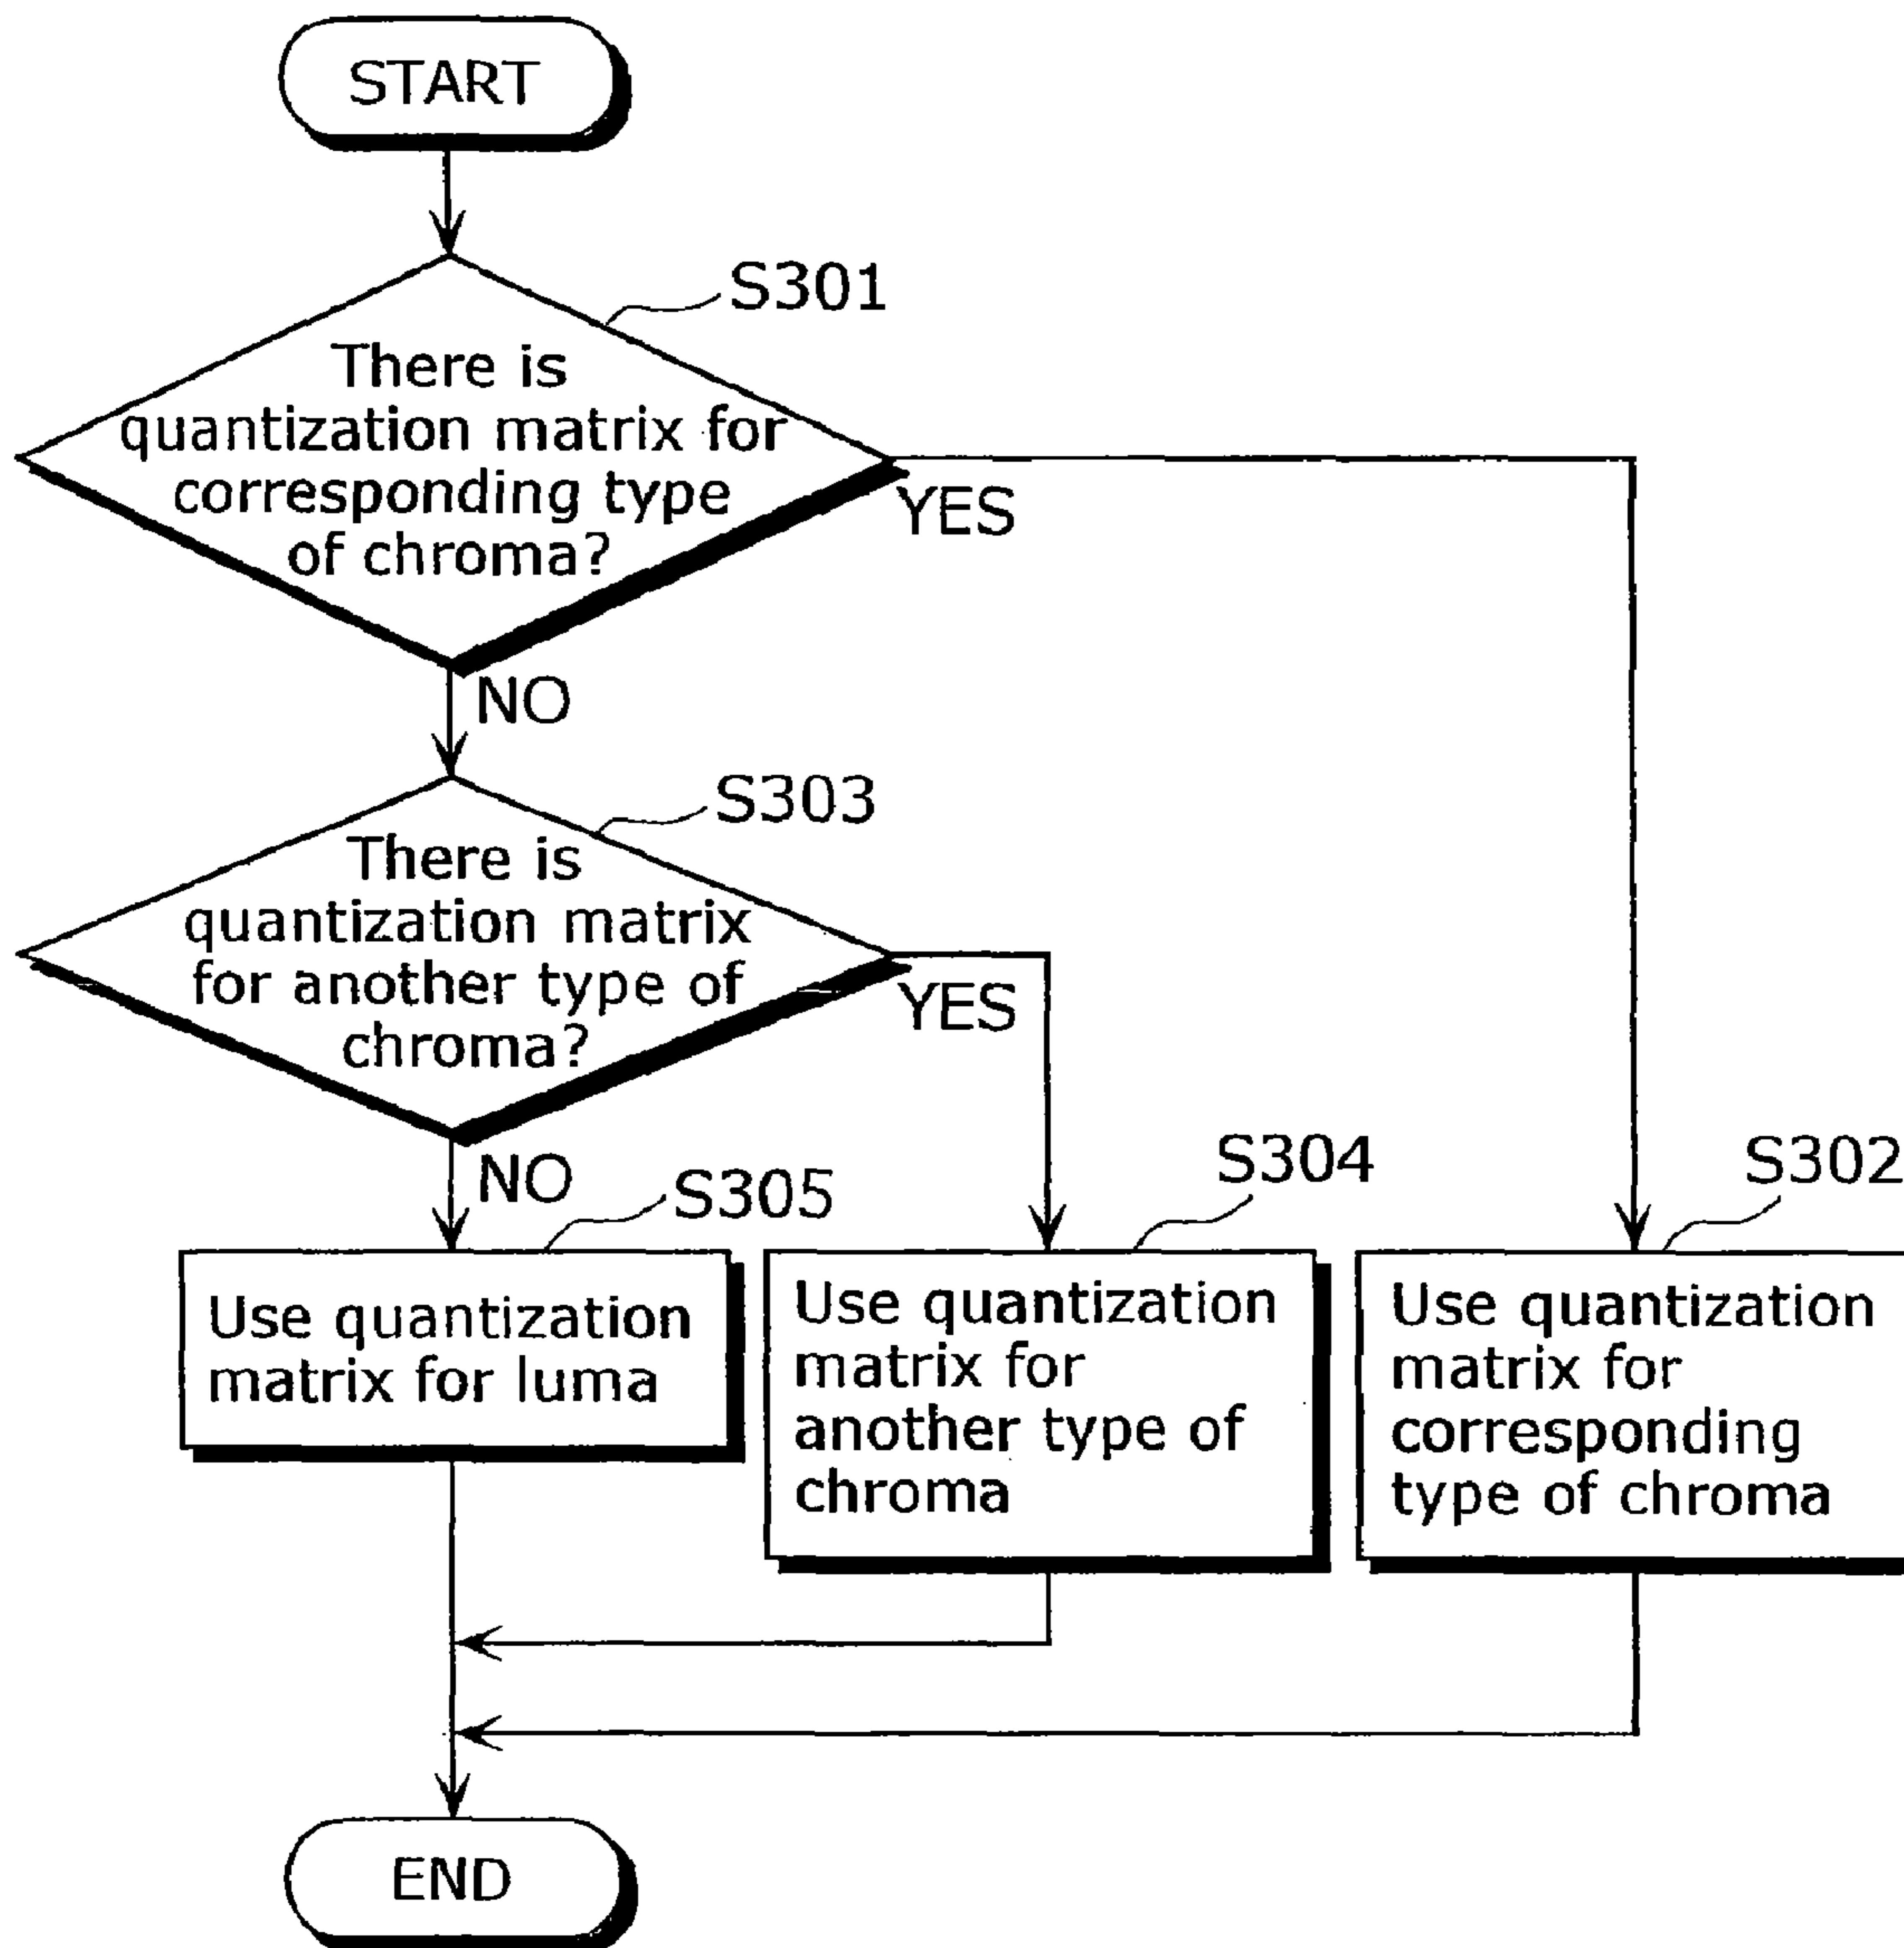 START
S301
There is
quantization matrix for
corresponding type
of chroma?
YES
NO
S303
There is
quantization matrix
for another type of
chroma?
YES
NO
S305
S304
S302
Use quantization
matrix for luma
Use quantization
matrix for
another type of
chroma
Use quantization
matrix for
corresponding
type of chroma
END